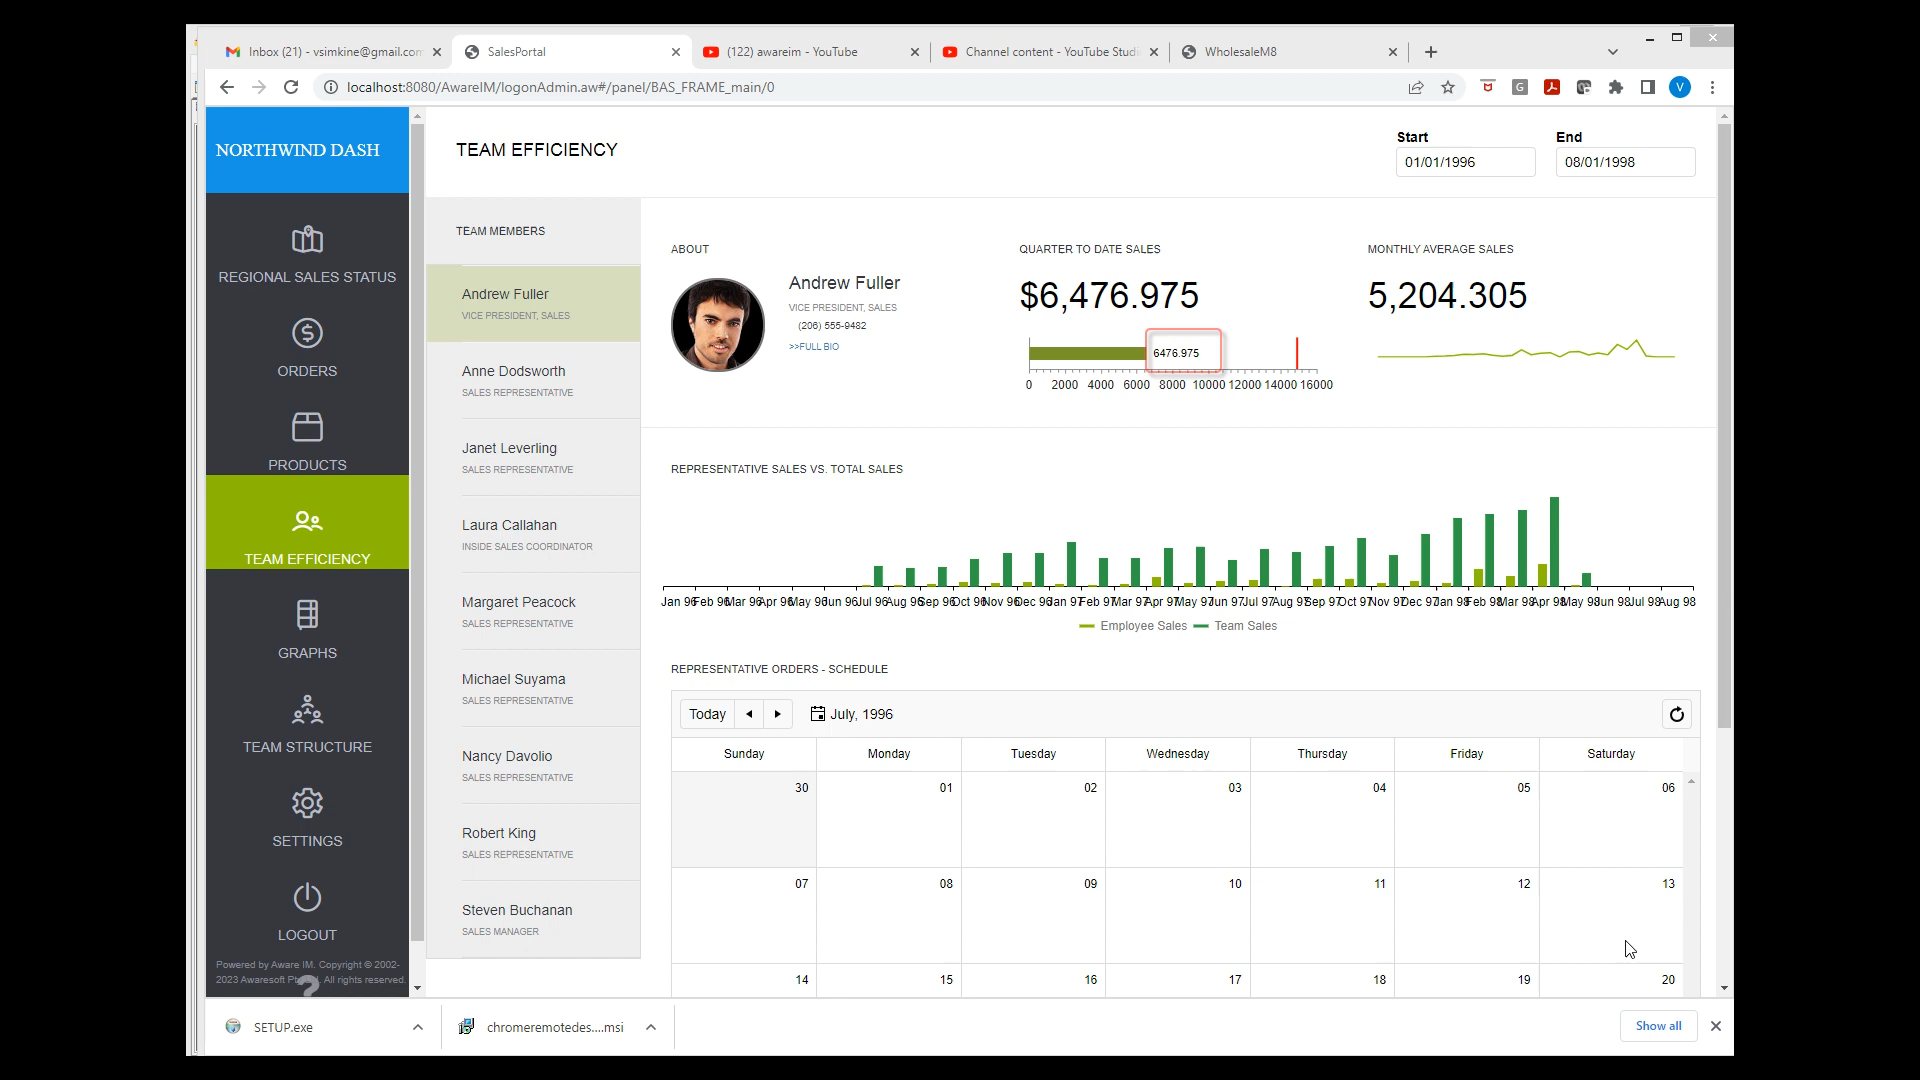 Inbox (21) - vsimkine@gmail.com
SalesPortal
(122) awareim - YouTube
Channel content - YouTube Studi
WholesaleM8
localhost:8080/AwareIM/logonAdmin.aw#/panel/BAS_FRAME_main/0
G
V
NORTHWIND DASH
REGIONAL SALES STATUS
ORDERS
PRODUCTS
TEAM EFFICIENCY
GRAPHS
TEAM STRUCTURE
SETTINGS
LOGOUT
Powered by Aware IM. Copyright © 2002-
2023 Awaresoft All rights reserved.
TEAM EFFICIENCY
Start
01/01/1996
End
08/01/1998
TEAM MEMBERS
Andrew Fuller
VICE PRESIDENT, SALES
Anne Dodsworth
SALES REPRESENTATIVE
Janet Leverling
SALES REPRESENTATIVE
Laura Callahan
INSIDE SALES COORDINATOR
Margaret Peacock
SALES REPRESENTATIVE
Michael Suyama
SALES REPRESENTATIVE
Nancy Davolio
SALES REPRESENTATIVE
Robert King
SALES REPRESENTATIVE
Steven Buchanan
SALES MANAGER
ABOUT
Andrew Fuller
VICE PRESIDENT, SALES
(206) 555-9482
>>FULL BIO
QUARTER TO DATE SALES
$6,476.975
6476.975
0 2000 4000 6000 8000 10000 12000 14000 16000
MONTHLY AVERAGE SALES
5,204.305
REPRESENTATIVE SALES VS. TOTAL SALES
Jan 96 Feb 96 Mar 96 Apr 96 May 96 Jun 96 Jul 96 Aug 96 Sep 96 Oct 96 Nov 96 Dec 96 Jan 97 Feb 97 Mar 97 Apr 97 May 97 Jun 97 Jul 97 Aug 97 Sep 97 Oct 97 Nov 97 Dec 97 Jan 98 Feb 98 Mar 98 Apr 98 May 98 Jun 98 Jul 98 Aug 98
Employee Sales Team Sales
REPRESENTATIVE ORDERS - SCHEDULE
Today July, 1996
Sunday Monday Tuesday Wednesday Thursday Friday Saturday
30 01 02 03 04 05 06
07 08 09 10 11 12 13
14 15 16 17 18 19 20
SETUP.exe
chromeremotedes....msi
Show all